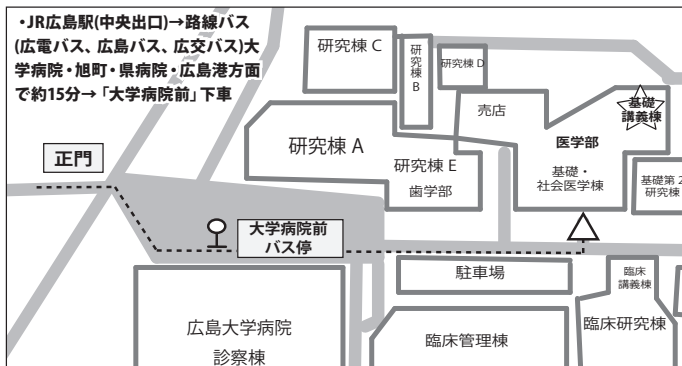 ・JR広島駅(中央出口)→路線バス
(広電バス、広島バス、広交バス)大
学病院・旭町・県病院・広島港方面
で約15分→「大学病院前」下車
研究棟 C
研究棟B
研究棟 D
基礎
講義棟
売店
医学部
基礎・
社会医学棟
研究棟 A
研究棟 E
歯学部
基礎第2
研究棟
正門
大学病院前
バス停
駐車場
臨床
講義棟
広島大学病院
診察棟
臨床管理棟
臨床研究棟